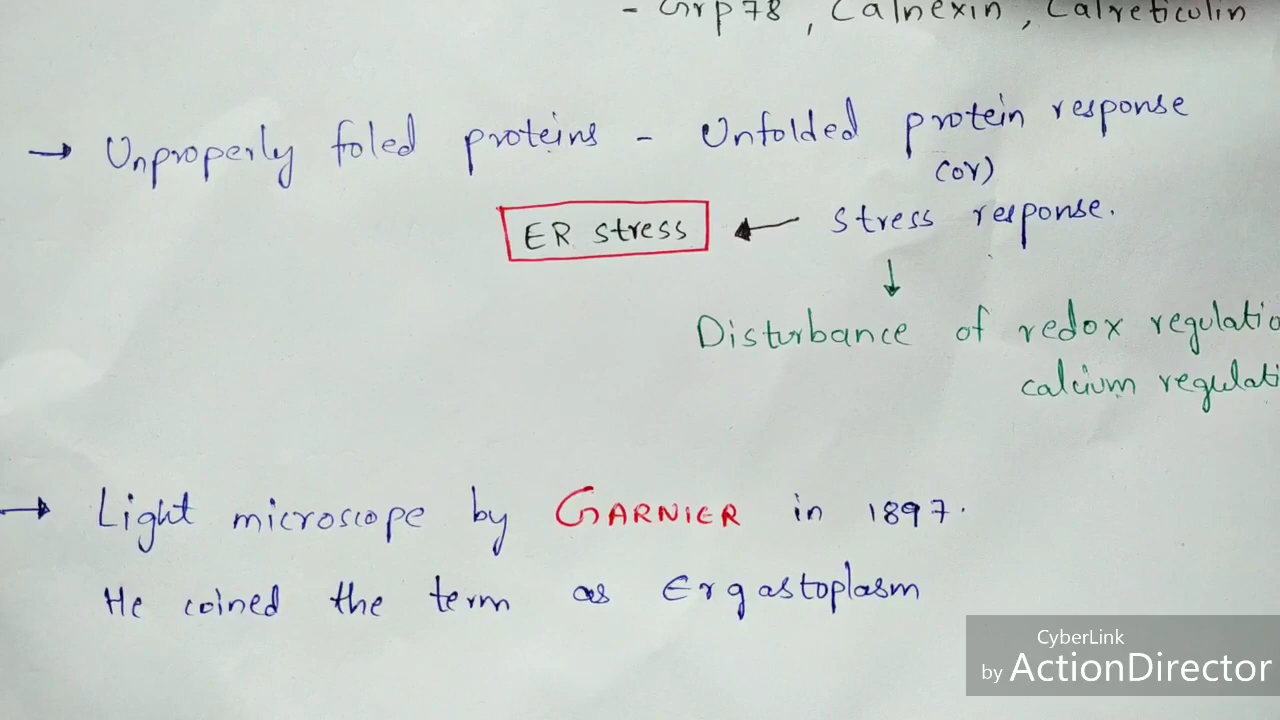 - Grp78, Calnexin, Calreticulin
→ Unproperly foled proteins - Unfolded protein response
(or)
ER stress ← stress response.
↓
Disturbance of redox regulatio
calcium regulati
→ Light microscope by GARNIER in 1897.
He coined the term as Ergastoplasm
CyberLink
by ActionDirector